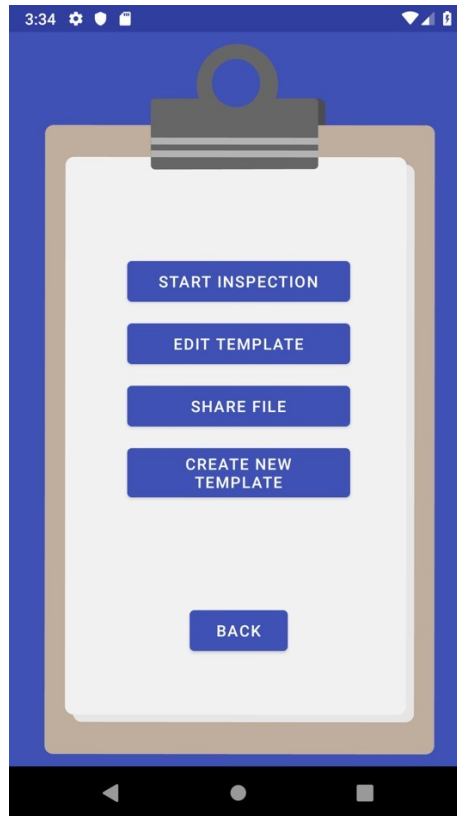 3:34
START INSPECTION
EDIT TEMPLATE
SHARE FILE
CREATE NEW
TEMPLATE
BACK